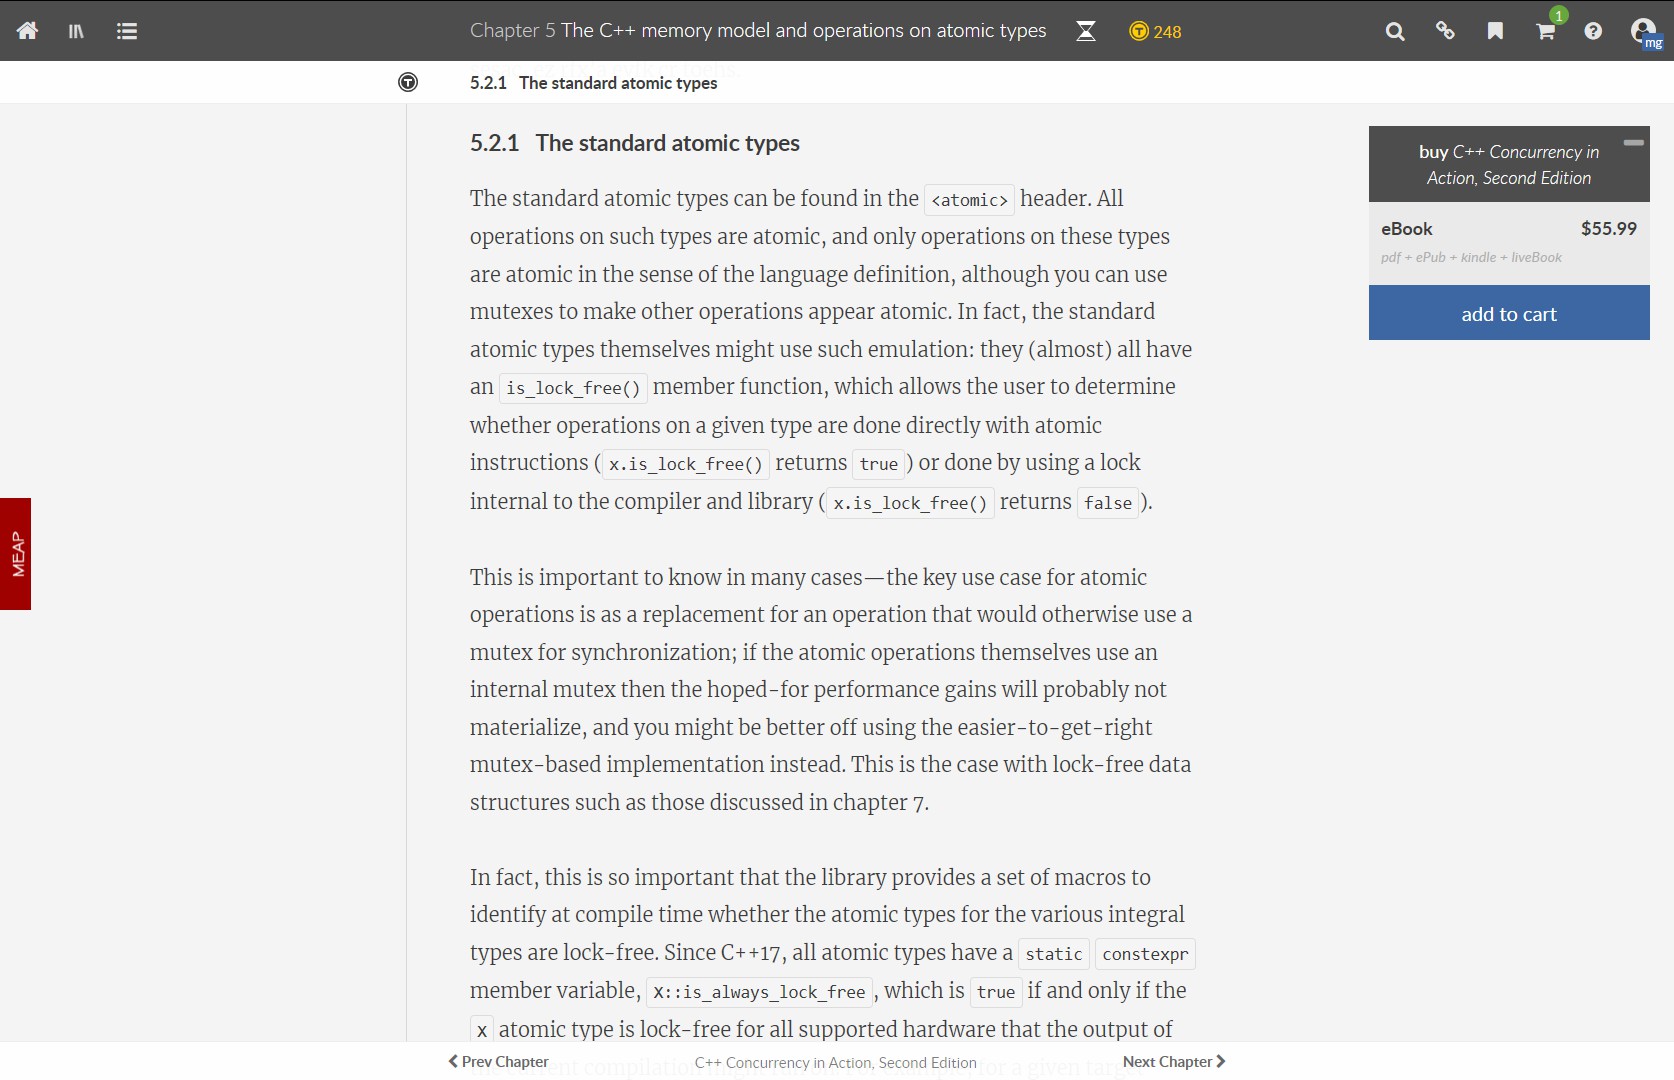 Chapter 5 The C++ memory model and operations on atomic types
248
1
mg
5.2.1 The standard atomic types
5.2.1 The standard atomic types
The standard atomic types can be found in the <atomic> header. All
operations on such types are atomic, and only operations on these types
are atomic in the sense of the language definition, although you can use
mutexes to make other operations appear atomic. In fact, the standard
atomic types themselves might use such emulation: they (almost) all have
an is_lock_free() member function, which allows the user to determine
whether operations on a given type are done directly with atomic
instructions ( x.is_lock_free() returns true ) or done by using a lock
internal to the compiler and library ( x.is_lock_free() returns false ).
This is important to know in many cases—the key use case for atomic
operations is as a replacement for an operation that would otherwise use a
mutex for synchronization; if the atomic operations themselves use an
internal mutex then the hoped-for performance gains will probably not
materialize, and you might be better off using the easier-to-get-right
mutex-based implementation instead. This is the case with lock-free data
structures such as those discussed in chapter 7.
In fact, this is so important that the library provides a set of macros to
identify at compile time whether the atomic types for the various integral
types are lock-free. Since C++17, all atomic types have a static constexpr
member variable, X::is_always_lock_free , which is true if and only if the
X atomic type is lock-free for all supported hardware that the output of
buy C++ Concurrency in
Action, Second Edition
eBook $55.99
pdf + ePub + kindle + liveBook
add to cart
MEAP
Prev Chapter
C++ Concurrency in Action, Second Edition
Next Chapter